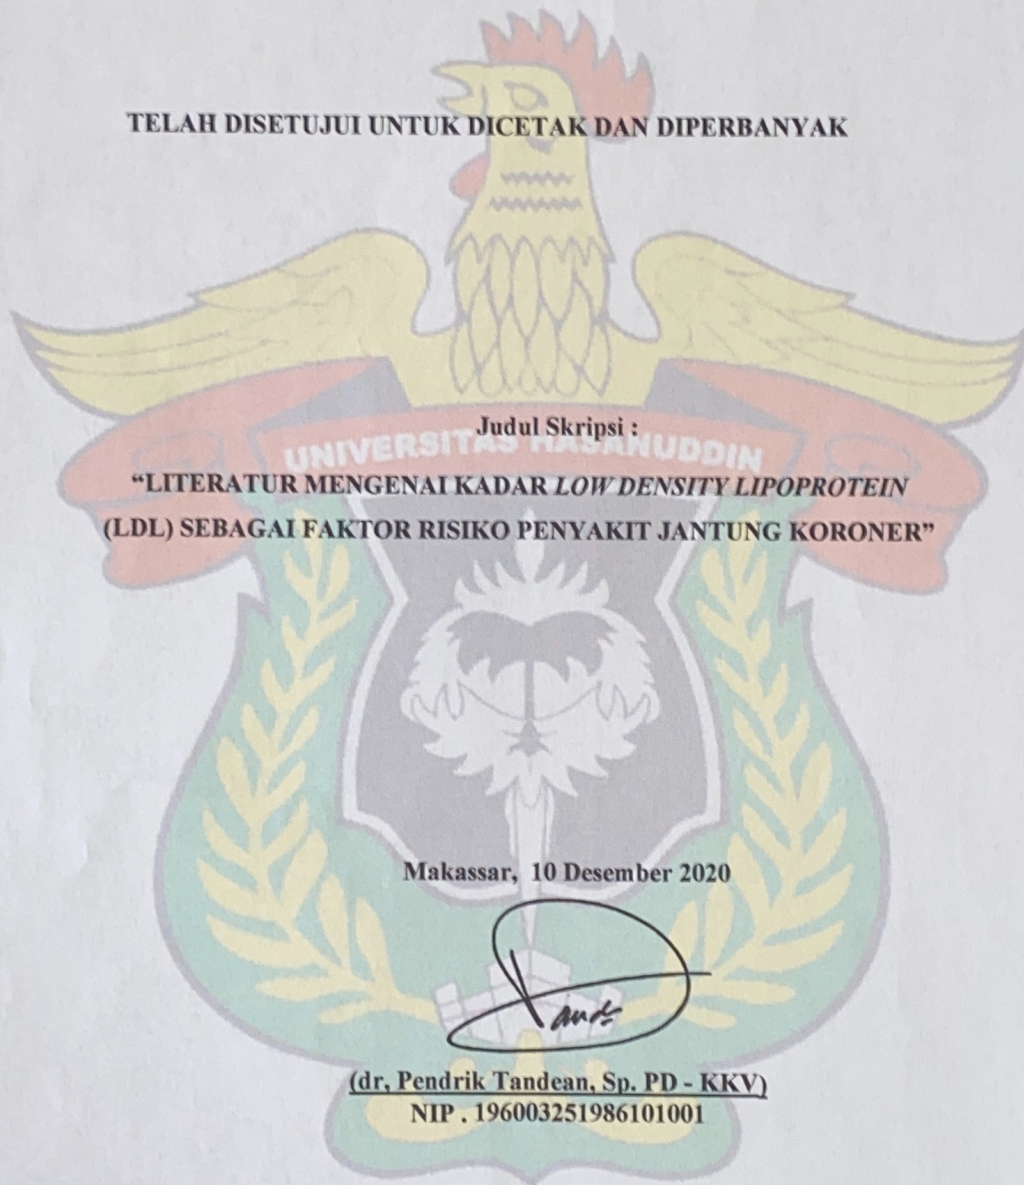 TELAH DISETUJUI UNTUK DICETAK DAN DIPERBANYAK
Judul Skripsi :
UNIVERSITAS HASANUDDIN
“LITERATUR MENGENAI KADAR LOW DENSITY LIPOPROTEIN
(LDL) SEBAGAI FAKTOR RISIKO PENYAKIT JANTUNG KORONER”
Makassar, 10 Desember 2020
(dr, Pendrik Tandean, Sp. PD - KKV)
NIP . 196003251986101001